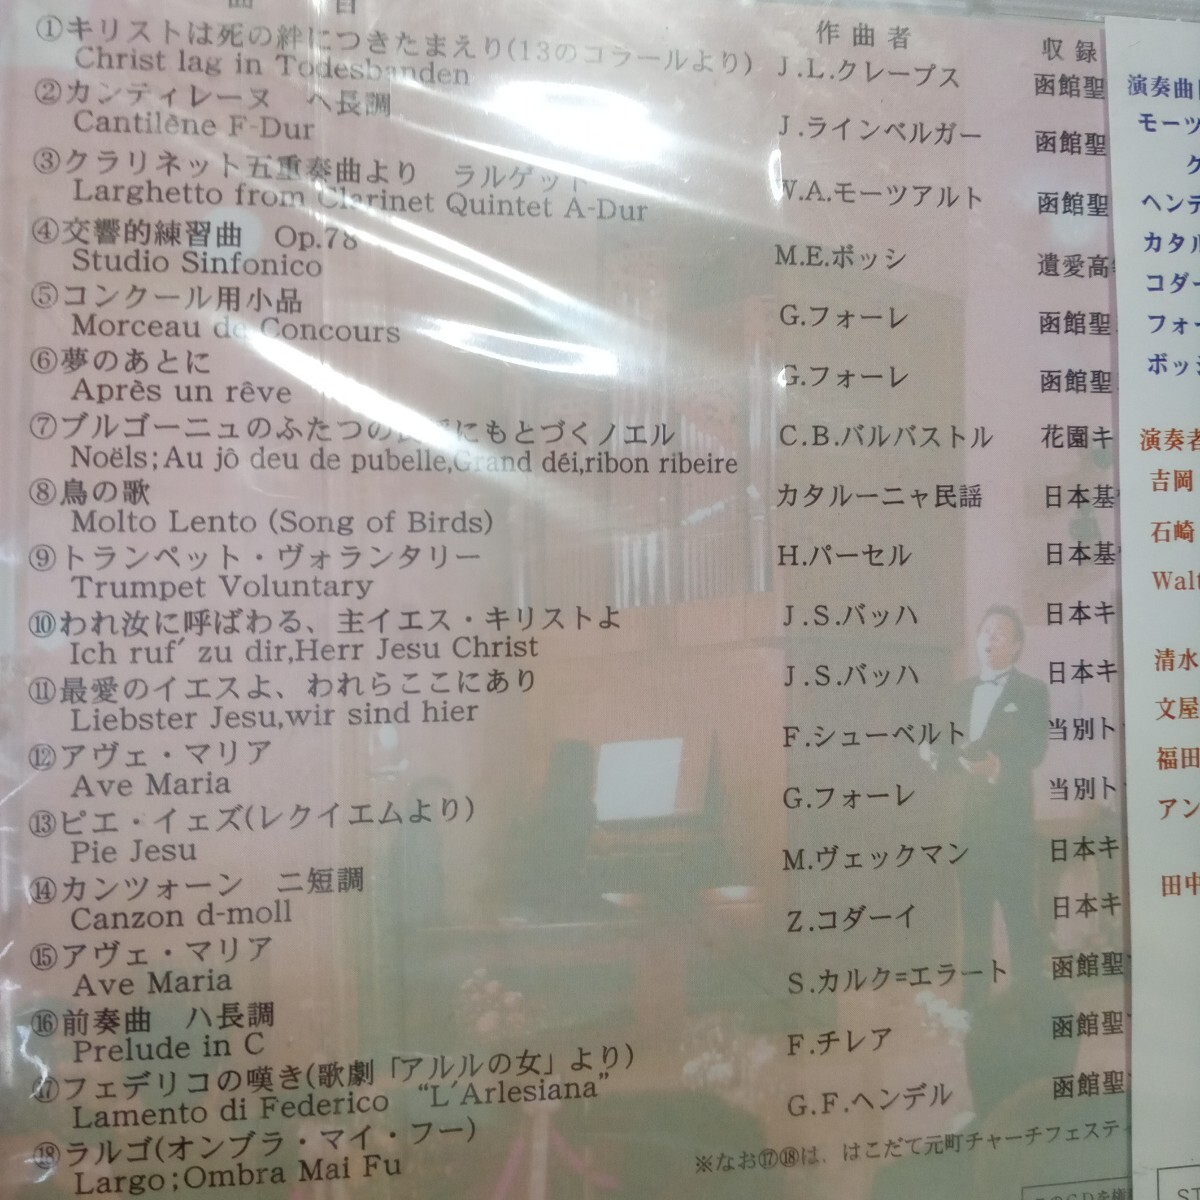 曲 目
作曲者
収録
①キリストは死の絆につきたまえり(13のコラールより)
Christ lag in Todesbanden
J.L.クレープス
函館聖
②カンティレーヌ ヘ長調
Cantilène F-Dur
J.ラインベルガー
函館聖
③クラリネット五重奏曲より ラルゲット
Larghetto from Clarinet Quintet A-Dur
W.A.モーツアルト
函館聖
④交響的練習曲 Op.78
Studio Sinfonico
M.E.ボッシ
遺愛高
⑤コンクール用小品
Morceau de Concours
G.フォーレ
函館聖
⑥夢のあとに
Après un rêve
G.フォーレ
函館聖
⑦ブルゴーニュのふたつの にもとづくノエル
Noëls;Au jô deu de pubelle,Grand déi,ribon ribeire
C.B.バルバストル
花園キ
⑧鳥の歌
Molto Lento (Song of Birds)
カタルーニャ民謡
日本基
⑨トランペット・ヴォランタリー
Trumpet Voluntary
H.パーセル
日本基
⑩われ汝に呼ばわる、主イエス・キリストよ
Ich ruf' zu dir,Herr Jesu Christ
J.S.バッハ
日本キ
⑪最愛のイエスよ、われらここにあり
Liebster Jesu,wir sind hier
J.S.バッハ
日本キ
⑫アヴェ・マリア
Ave Maria
F.シューベルト
当別ト
⑬ピエ・イェズ(レクイエムより)
Pie Jesu
G.フォーレ
当別ト
⑭カンツォーン ニ短調
Canzon d-moll
M.ヴェックマン
日本キ
⑮アヴェ・マリア
Ave Maria
Z.コダーイ
日本キ
⑯前奏曲 ハ長調
Prelude in C
S.カルク=エラート
函館聖
⑰フェデリコの嘆き(歌劇「アルルの女」より)
Lamento di Federico “L'Arlesiana”
F.チレア
函館聖
⑱ラルゴ(オンブラ・マイ・フー)
Largo;Ombra Mai Fu
G.F.ヘンデル
函館聖
※なお⑰⑱は、はこだて元町チャーチフェスティ
演奏曲
モーツ
ク
ヘンデ
カタル
コダー
フォー
ボッシ
演奏者
吉岡
石崎
Walt
清水
文屋
福田
アン
田中